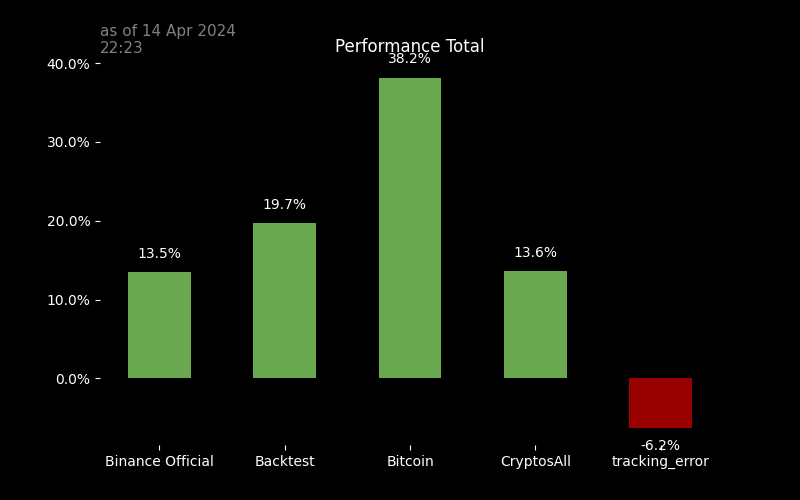 as of 14 Apr 2024
22:23
Performance Total
40.0%
30.0%
20.0%
10.0%
0.0%
13.5%
19.7%
38.2%
13.6%
-6.2%
Binance Official
Backtest
Bitcoin
CryptosAll
tracking_error